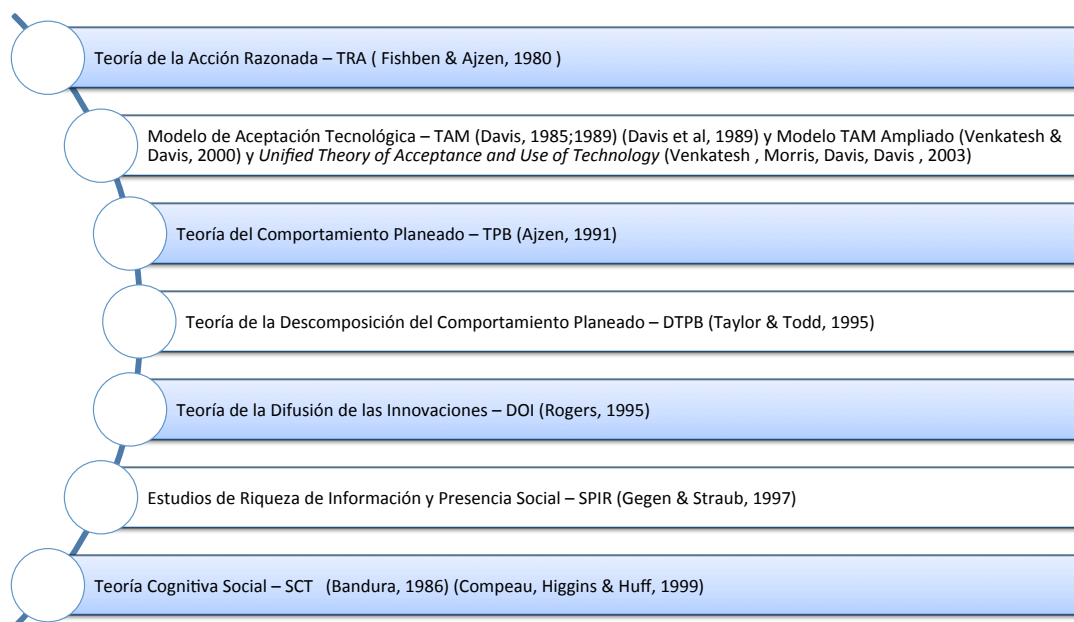 Teoría de la Acción Razonada – TRA ( Fishben & Ajzen, 1980 )
Modelo de Aceptación Tecnológica – TAM (Davis, 1985;1989) (Davis et al, 1989) y Modelo TAM Ampliado (Venkatesh &
Davis, 2000) y Unified Theory of Acceptance and Use of Technology (Venkatesh , Morris, Davis, Davis , 2003)
Teoría del Comportamiento Planeado – TPB (Ajzen, 1991)
Teoría de la Descomposición del Comportamiento Planeado – DTPB (Taylor & Todd, 1995)
Teoría de la Difusión de las Innovaciones – DOI (Rogers, 1995)
Estudios de Riqueza de Información y Presencia Social – SPIR (Gegen & Straub, 1997)
Teoría Cognitiva Social – SCT (Bandura, 1986) (Compeau, Higgins & Huff, 1999)